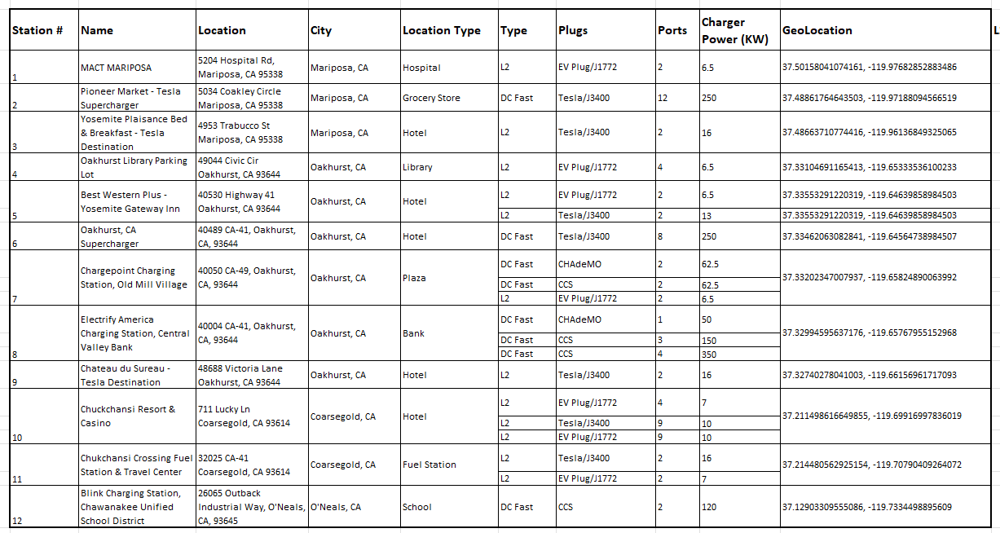 Station # Name Location City Location Type Type Plugs Ports Charger Power (KW) GeoLocation L
1 MACT MARIPOSA 5204 Hospital Rd, Mariposa, CA 95338 Mariposa, CA Hospital L2 EV Plug/J1772 2 6.5 37.50158041074161, -119.97682852883486
2 Pioneer Market - Tesla Supercharger 5034 Coakley Circle Mariposa, CA 95338 Mariposa, CA Grocery Store DC Fast Tesla/J3400 12 250 37.48861764643503, -119.97188094566519
3 Yosemite Plaisance Bed & Breakfast - Tesla Destination 4953 Trabucco St Mariposa, CA 95338 Mariposa, CA Hotel L2 Tesla/J3400 2 16 37.48663710774416, -119.96136849325065
4 Oakhurst Library Parking Lot 49044 Civic Cir Oakhurst, CA 93644 Oakhurst, CA Library L2 EV Plug/J1772 4 6.5 37.33104691165413, -119.65333536100233
5 Best Western Plus - Yosemite Gateway Inn 40530 Highway 41 Oakhurst, CA 93644 Oakhurst, CA Hotel L2 EV Plug/J1772 2 6.5 37.33553291220319, -119.64639858984503
L2 Tesla/J3400 2 13 37.33553291220319, -119.64639858984503
6 Oakhurst, CA Supercharger 40489 CA-41, Oakhurst, CA, 93644 Oakhurst, CA Hotel DC Fast Tesla/J3400 8 250 37.33462063082841, -119.64564738984507
7 Chargepoint Charging Station, Old Mill Village 40050 CA-49, Oakhurst, CA, 93644 Oakhurst, CA Plaza DC Fast CHAdeMO 2 62.5 37.33202347007937, -119.65824890063992
DC Fast CCS 2 62.5
L2 EV Plug/J1772 2 6.5
8 Electrify America Charging Station, Central Valley Bank 40004 CA-41, Oakhurst, CA, 93644 Oakhurst, CA Bank DC Fast CHAdeMO 1 50 37.32994595637176, -119.65767955152968
DC Fast CCS 3 150
DC Fast CCS 4 350
9 Chateau du Sureau - Tesla Destination 48688 Victoria Lane Oakhurst, CA 93644 Oakhurst, CA Hotel L2 Tesla/J3400 2 16 37.32740278041003, -119.66156961717093
10 Chuckchansi Resort & Casino 711 Lucky Ln Coarsegold, CA 93614 Coarsegold, CA Hotel L2 EV Plug/J1772 4 7 37.211498616649855, -119.69916997836019
L2 Tesla/J3400 9 10
L2 EV Plug/J1772 9 10
11 Chukchansi Crossing Fuel Station & Travel Center 32025 CA-41 Coarsegold, CA 93614 Coarsegold, CA Fuel Station L2 Tesla/J3400 2 16 37.214480562925154, -119.70790409264072
L2 EV Plug/J1772 2 7
12 Blink Charging Station, Chawanakee Unified School District 26065 Outback Industrial Way, O'Neals, CA, 93645 O'Neals, CA School DC Fast CCS 2 120 37.12903309555086, -119.7334498895609